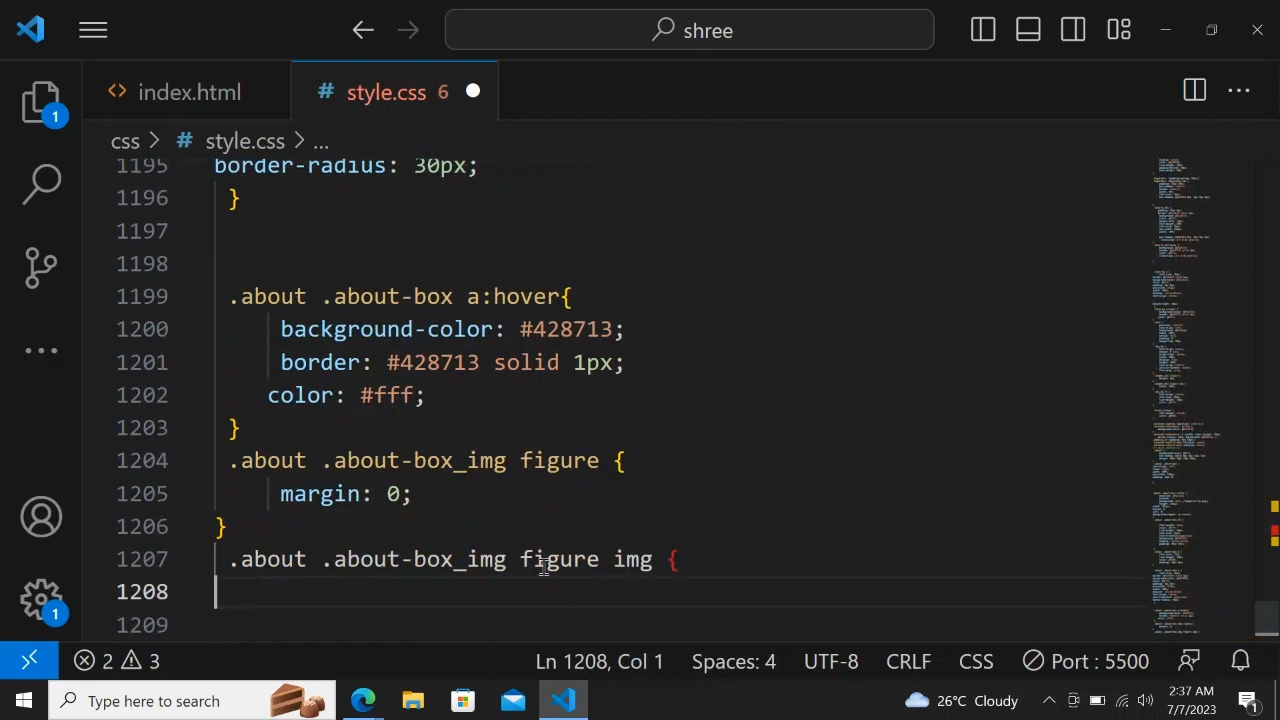 shree
index.html
# style.css 6
css > # style.css > ...
1195 border-radius: 30px;
1196 }
1197
1198
1199 .about .about-box a:hover{
1200 background-color: #428713;
1201 border: #428713 solid 1px;
1202 color: #fff;
1203 }
1204 .about .about-box_ing figure {
1205 margin: 0;
1206 }
1207 .about .about-box_ing figure ing {
1208
1209
1
1
2 3
Ln 1208, Col 1
Spaces: 4
UTF-8
CRLF
CSS
Port : 5500
Type here to search
26°C Cloudy
2:37 AM
7/7/2023
1